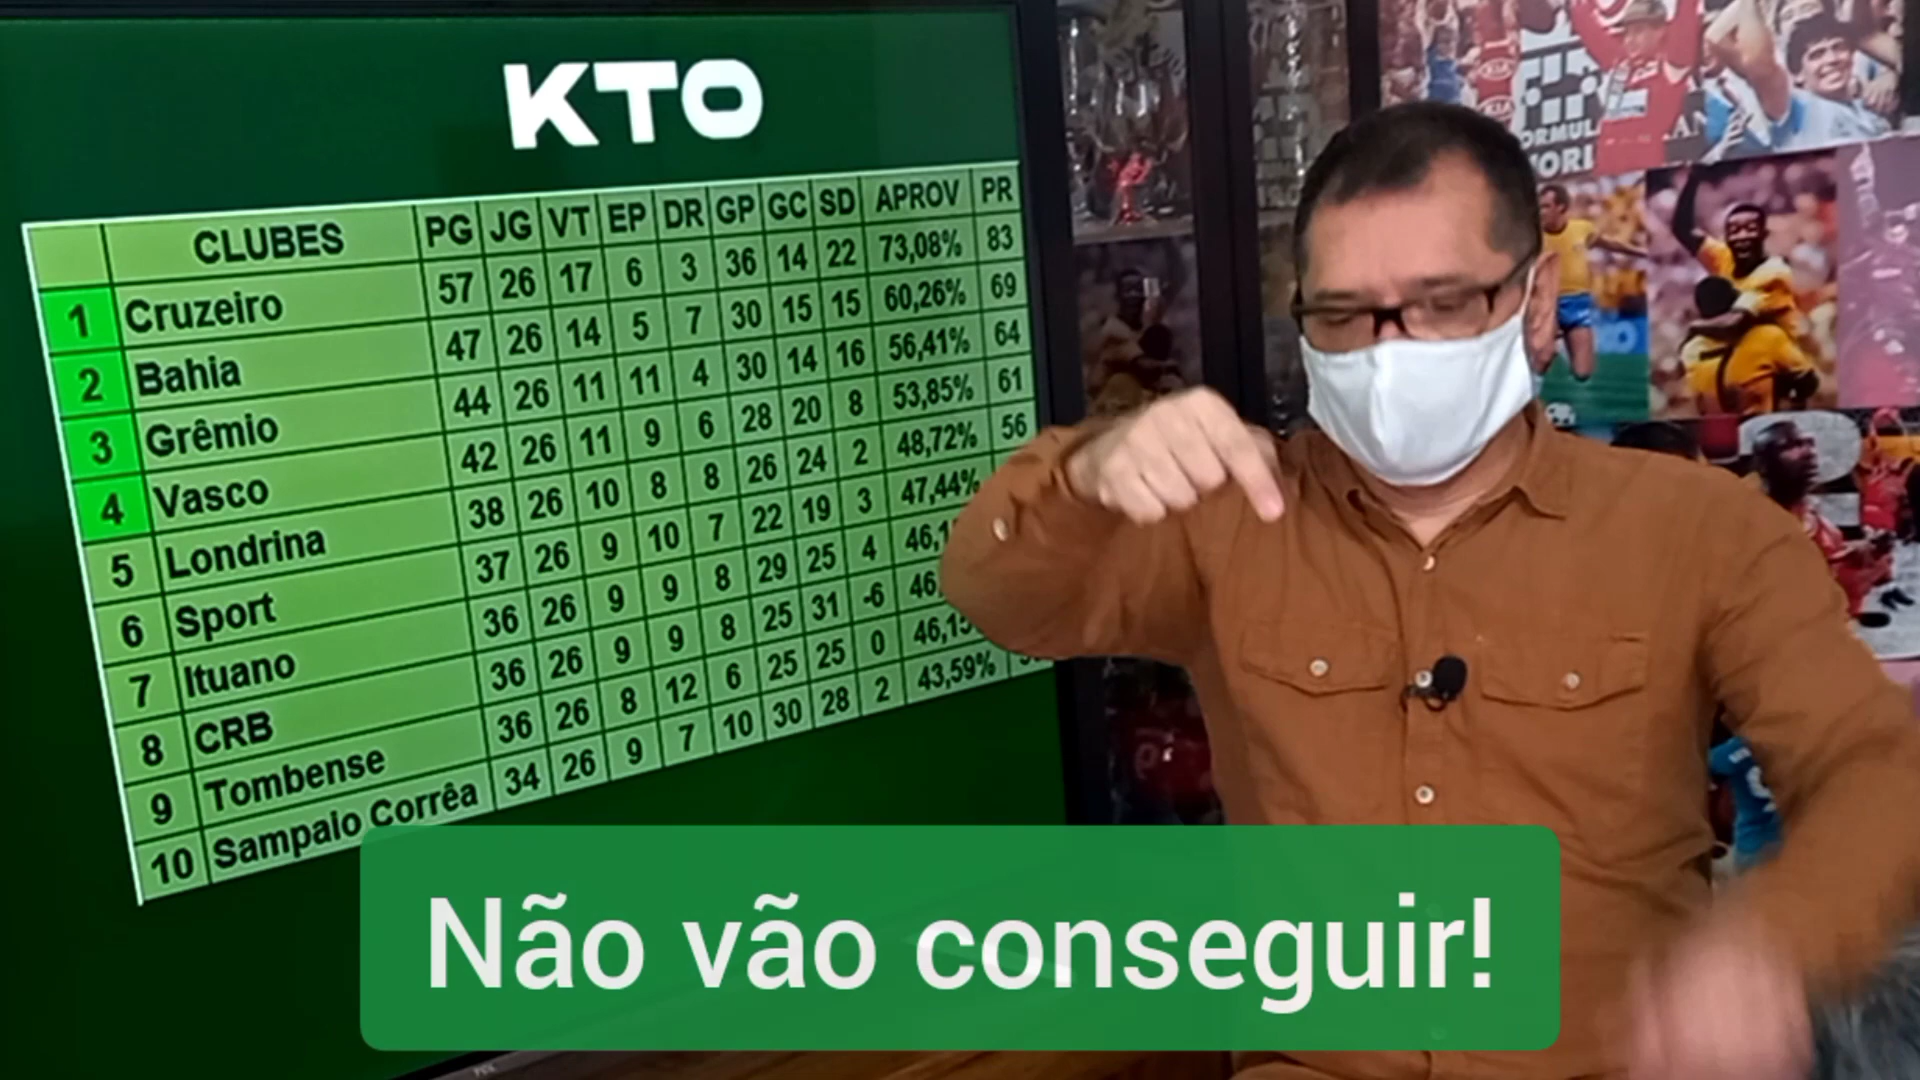 KTO
CLUBES PG JG VT EP DR GP GC SD APROV PR
1 Cruzeiro 57 26 17 6 3 36 14 22 73,08% 83
2 Bahia 47 26 14 5 7 30 15 15 60,26% 69
3 Grêmio 44 26 11 11 4 30 14 16 56,41% 64
4 Vasco 42 26 11 9 6 28 20 8 53,85% 61
5 Londrina 38 26 10 8 8 26 24 2 48,72% 56
6 Sport 37 26 9 10 7 22 19 3 47,44%
7 Ituano 36 26 9 9 8 29 25 4 46,1
8 CRB 36 26 9 9 8 25 31 -6 46,
9 Tombense 36 26 8 12 6 25 25 0 46,15
10 Sampaio Corrêa 34 26 9 7 10 30 28 2 43,59%
KIA
Não vão conseguir!